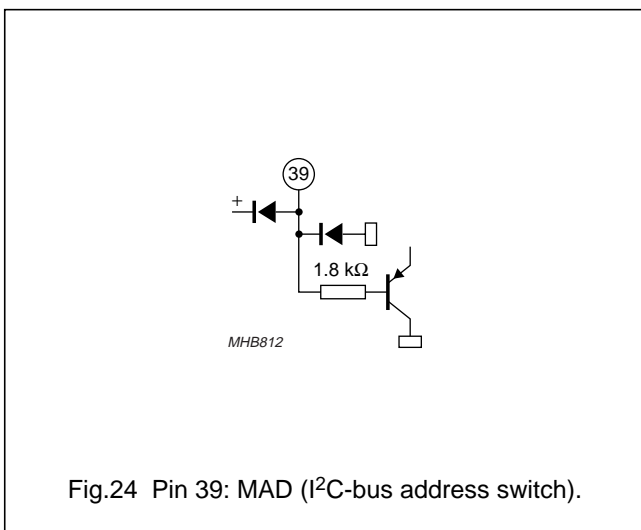 39
+
1.8 kΩ
MHB812
Fig.24 Pin 39: MAD (I²C-bus address switch).